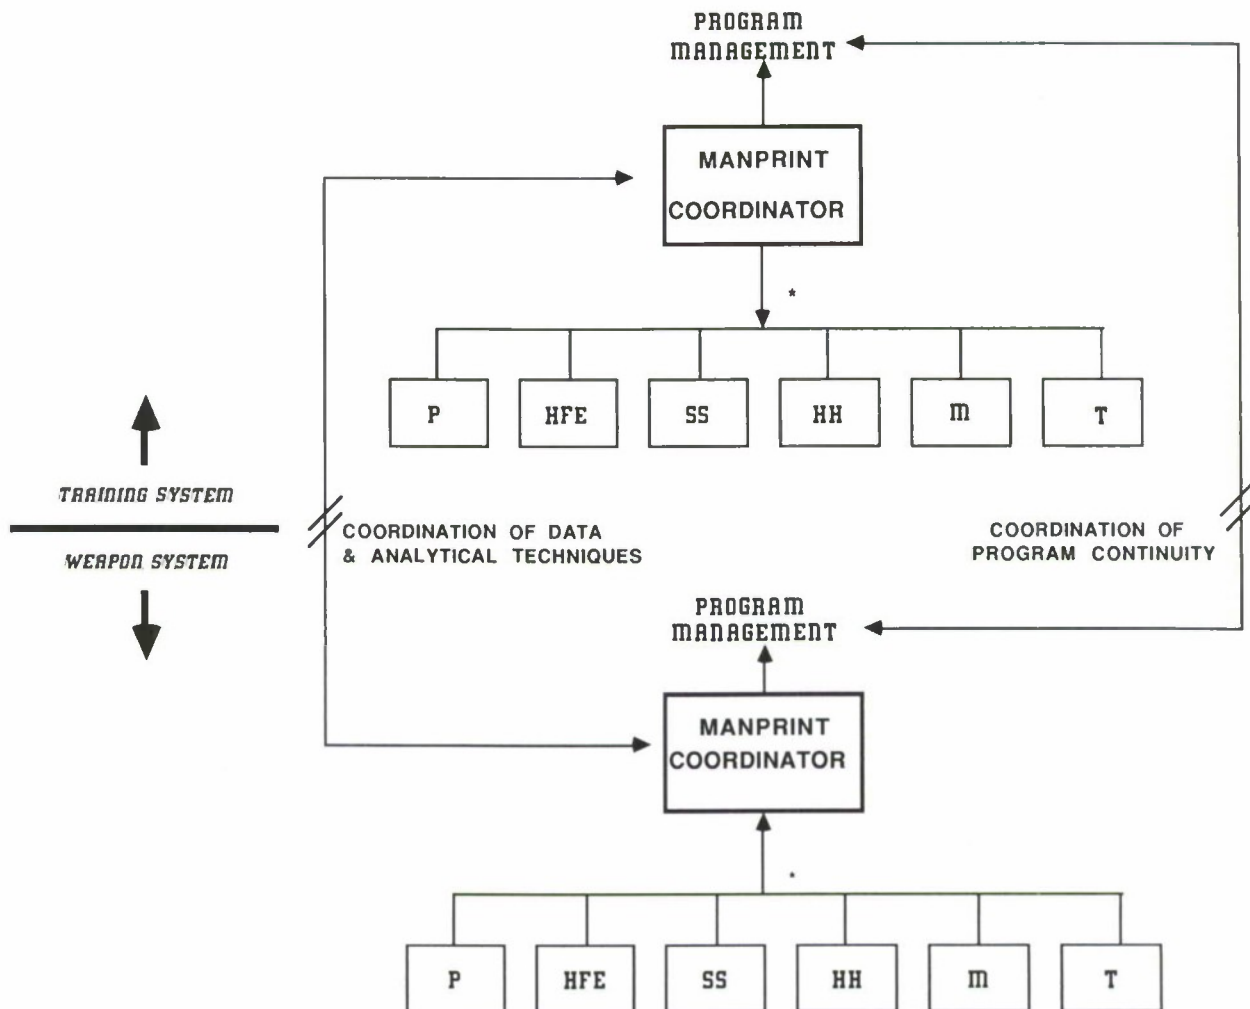 PROGRAM
MANAGEMENT
MANPRINT
COORDINATOR
*
P
HFE
SS
HH
M
T
TRAINING SYSTEM
WEAPON SYSTEM
COORDINATION OF DATA
& ANALYTICAL TECHNIQUES
COORDINATION OF
PROGRAM CONTINUITY
PROGRAM
MANAGEMENT
MANPRINT
COORDINATOR
*
P
HFE
SS
HH
M
T